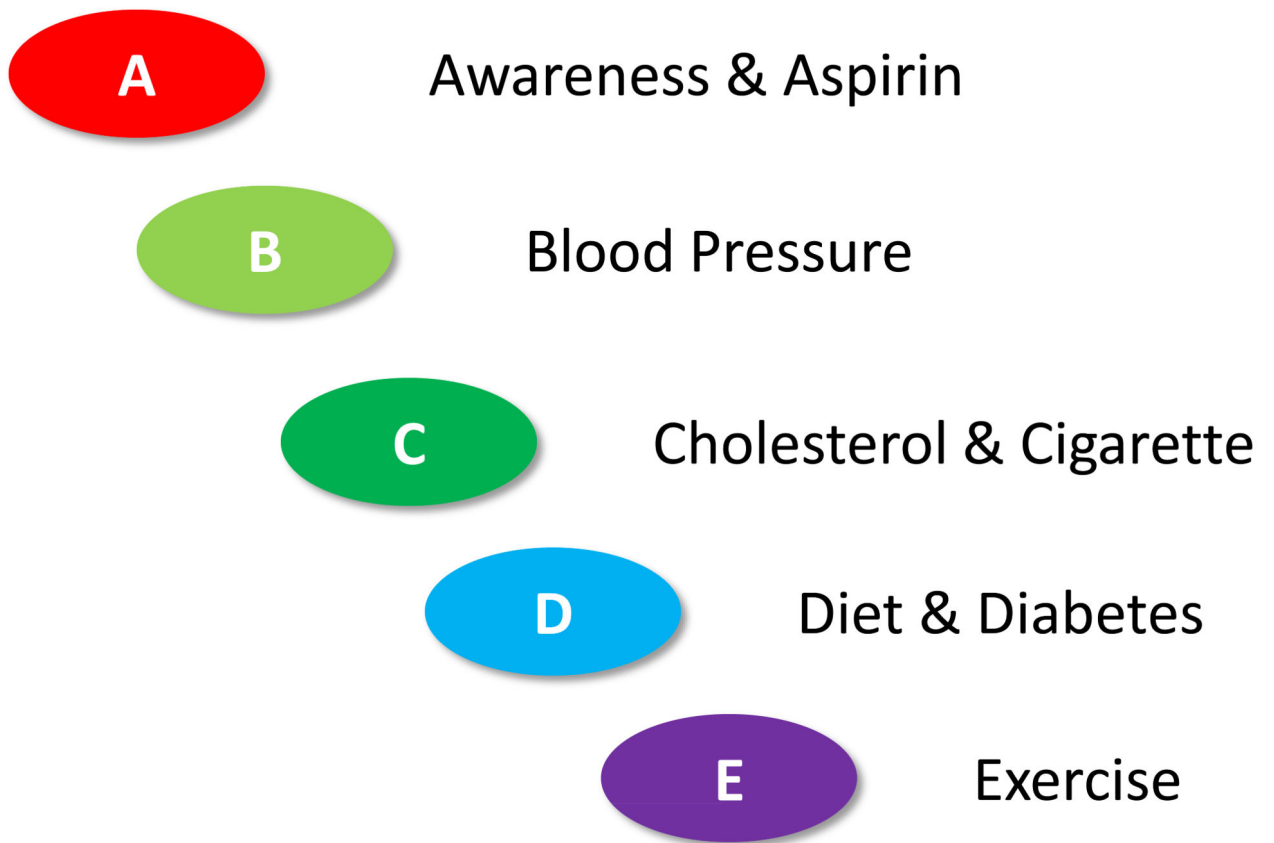 A Awareness & Aspirin
B Blood Pressure
C Cholesterol & Cigarette
D Diet & Diabetes
E Exercise